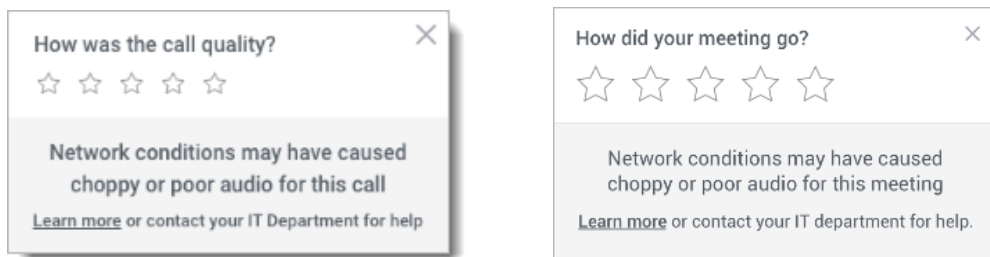 How was the call quality?
Network conditions may have caused
choppy or poor audio for this call
Learn more or contact your IT Department for help
How did your meeting go?
Network conditions may have caused
choppy or poor audio for this meeting
Learn more or contact your IT department for help.